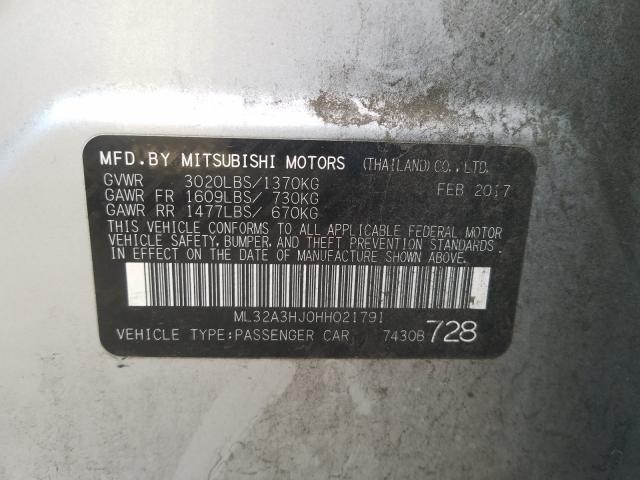 MFD.BY MITSUBISHI MOTORS (THAILAND)CO.,LTD.
GVWR 3020LBS/1370KG FEB 2017
GAWR FR 1609LBS/ 730KG
GAWR RR 1477LBS/ 670KG
THIS VEHICLE CONFORMS TO ALL APPLICABLE FEDERAL MOTOR
VEHICLE SAFETY, BUMPER, AND THEFT PREVENTION STANDARDS
IN EFFECT ON THE DATE OF MANUFACTURE SHOWN ABOVE.
ML32A3HJ0HH021791
VEHICLE TYPE:PASSENGER CAR 7430B 728